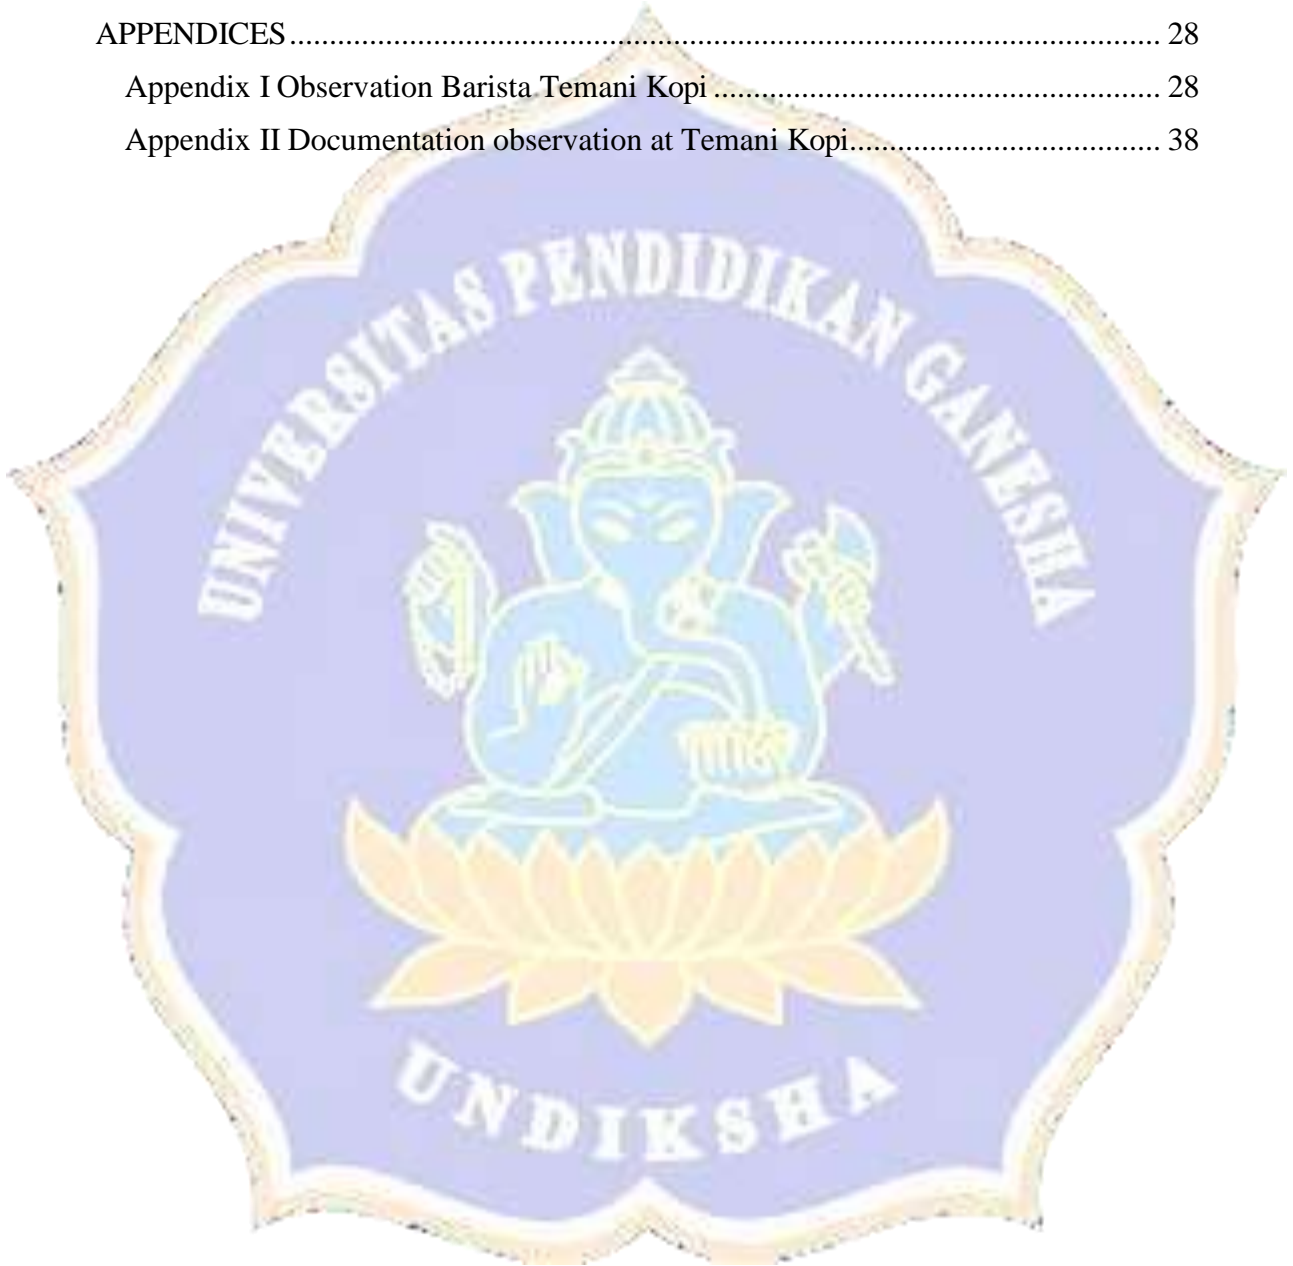 APPENDICES............................................................................................................ 28
Appendix I Observation Barista Temani Kopi ....................................................... 28
Appendix II Documentation observation at Temani Kopi...................................... 38
UNIVERSITAS PENDIDIKAN GANESHA
UNDIKSHA